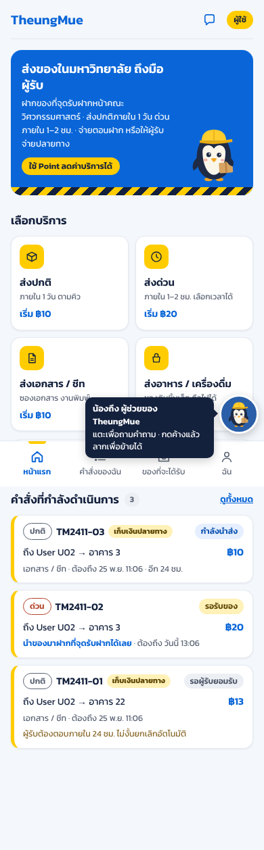 TheungMue
ผู้ใช้
ส่งของในมหาวิทยาลัย ถึงมือ
ผู้รับ
ฝากของที่จุดรับฝากหน้าคณะ
วิศวกรรมศาสตร์ · ส่งปกติภายใน 1 วัน ด่วน
ภายใน 1–2 ชม. · จ่ายตอนฝาก หรือให้ผู้รับ
จ่ายปลายทาง
ใช้ Point ลดค่าบริการได้
เลือกบริการ
ส่งปกติ
ภายใน 1 วัน ตามคิว
เริ่ม ฿10
ส่งด่วน
ภายใน 1–2 ชม. เลือกเวลาได้
เริ่ม ฿20
ส่งเอกสาร / ชีท
ซองเอกสาร งานพิมพ์
เริ่ม ฿10
ส่งอาหาร / เครื่องดื่ม
น้องถึง ผู้ช่วยของ
TheungMue
แตะเพื่อถามคำถาม · กดค้างแล้ว
ลากเพื่อย้ายได้
หน้าแรก
คำสั่งของฉัน
ของที่จะได้รับ
ฉัน
คำสั่งที่กำลังดำเนินการ 3
ดูทั้งหมด
ปกติ TM2411-03 เก็บเงินปลายทาง กำลังนำส่ง
ถึง User U02 → อาคาร 3 ฿10
เอกสาร / ชีท · ต้องถึง 25 พ.ย. 11:06 · อีก 24 ชม.
ด่วน TM2411-02 รอรับของ
ถึง User U02 → อาคาร 3 ฿20
นำของมาฝากที่จุดรับฝากได้เลย · ต้องถึง วันนี้ 13:06
ปกติ TM2411-01 เก็บเงินปลายทาง รอผู้รับยอมรับ
ถึง User U02 → อาคาร 22 ฿13
เอกสาร / ชีท · ต้องถึง 25 พ.ย. 11:06
ผู้รับต้องตอบภายใน 24 ชม. ไม่งั้นยกเลิกอัตโนมัติ